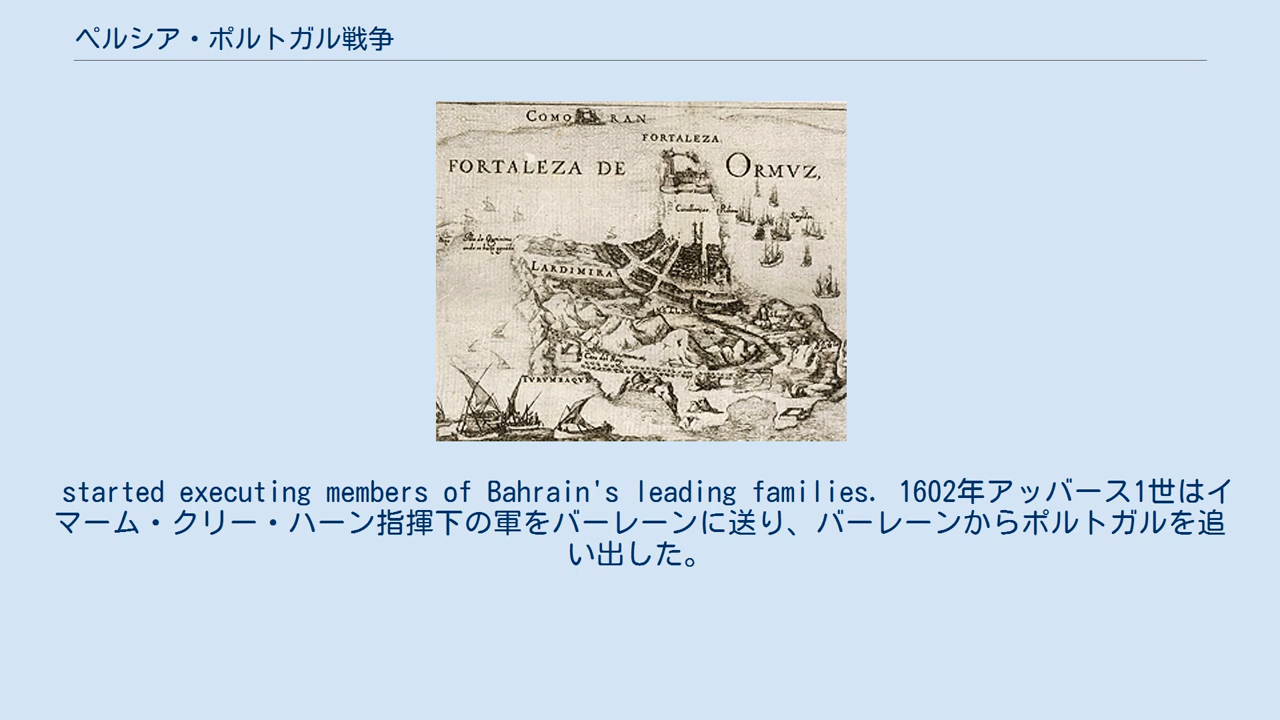 ペルシア・ポルトガル戦争
COMO RAN
FORTALEZA
FORTALEZA DE ORMVZ,
LARDIMIRA
TURUMBAQUE
started executing members of Bahrain's leading families. 1602年アッバース1世はイ
マーム・クリー・ハーン指揮下の軍をバーレーンに送り、バーレーンからポルトガルを追
い出した。